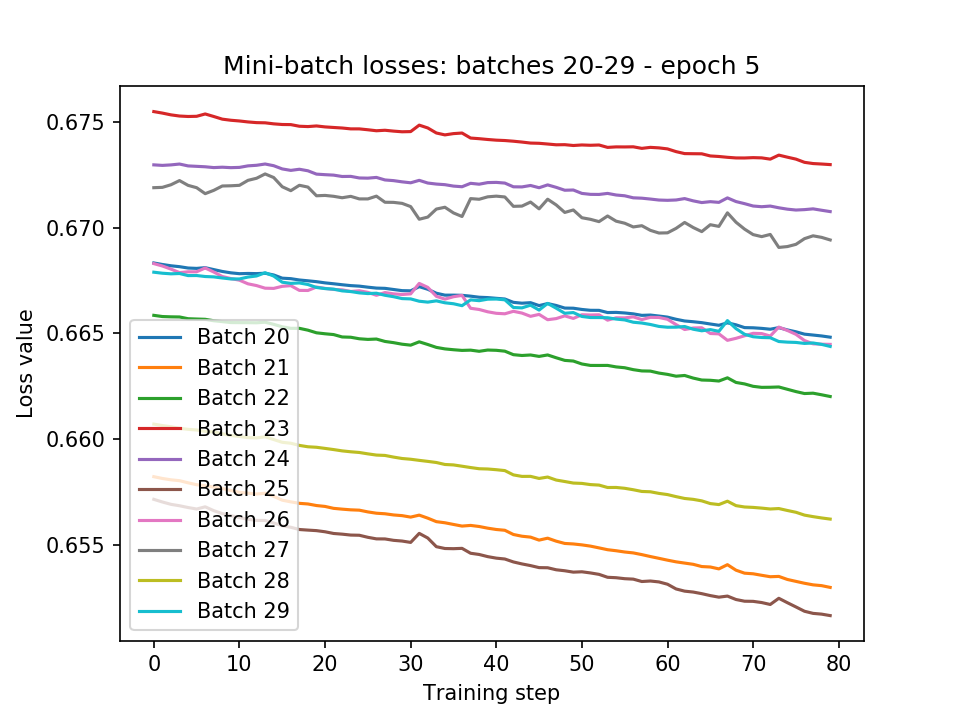 Mini-batch losses: batches 20-29 - epoch 5
Loss value
0.675
0.670
0.665
0.660
0.655
Batch 20
Batch 21
Batch 22
Batch 23
Batch 24
Batch 25
Batch 26
Batch 27
Batch 28
Batch 29
0 10 20 30 40 50 60 70 80
Training step